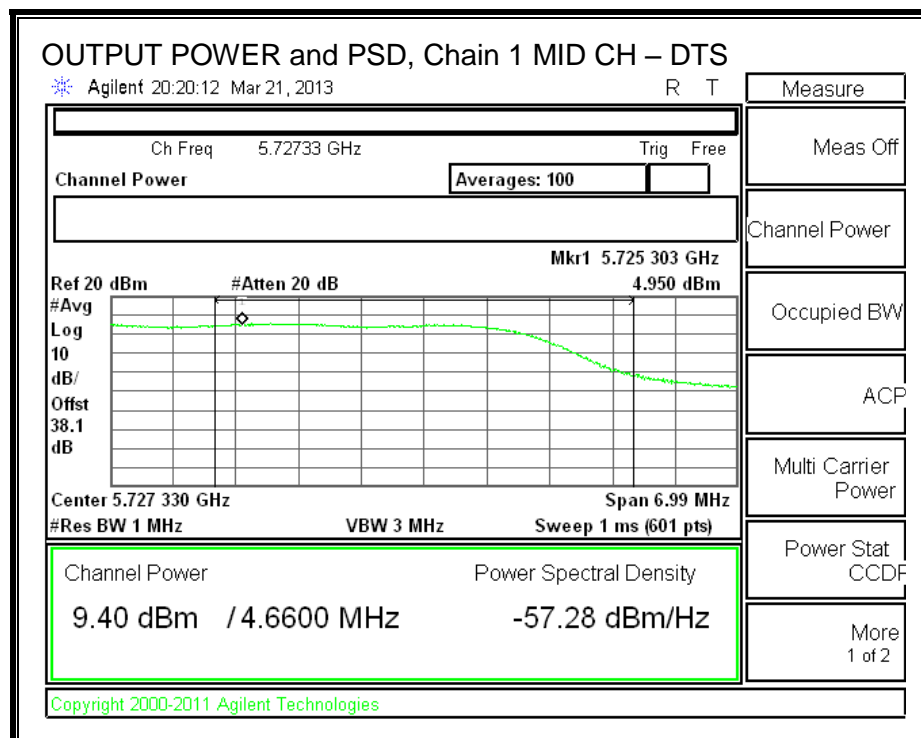 OUTPUT POWER and PSD, Chain 1 MID CH – DTS
Agilent 20:20:12 Mar 21, 2013 R T
Measure
Ch Freq 5.72733 GHz Trig Free
Meas Off
Channel Power Averages: 100
Channel Power
Mkr1 5.725 303 GHz
Ref 20 dBm #Atten 20 dB 4.950 dBm
#Avg
Log
10
dB/
Offst
38.1
dB
Occupied BW
ACP
Multi Carrier
Power
Center 5.727 330 GHz Span 6.99 MHz
#Res BW 1 MHz VBW 3 MHz Sweep 1 ms (601 pts)
Power Stat
CCDF
Channel Power Power Spectral Density
9.40 dBm / 4.6600 MHz -57.28 dBm/Hz
More
1 of 2
Copyright 2000-2011 Agilent Technologies